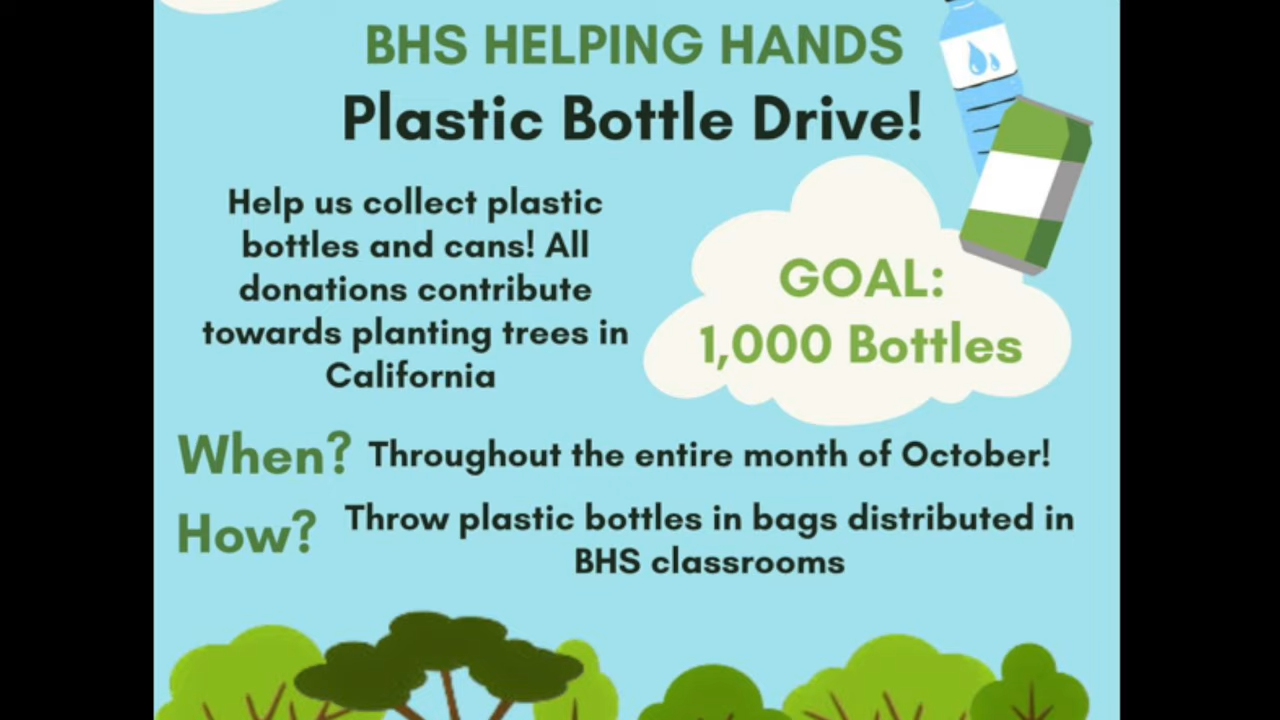 BHS HELPING HANDS
Plastic Bottle Drive!
Help us collect plastic
bottles and cans! All
donations contribute
towards planting trees in
California
GOAL:
1,000 Bottles
When? Throughout the entire month of October!
How? Throw plastic bottles in bags distributed in
BHS classrooms